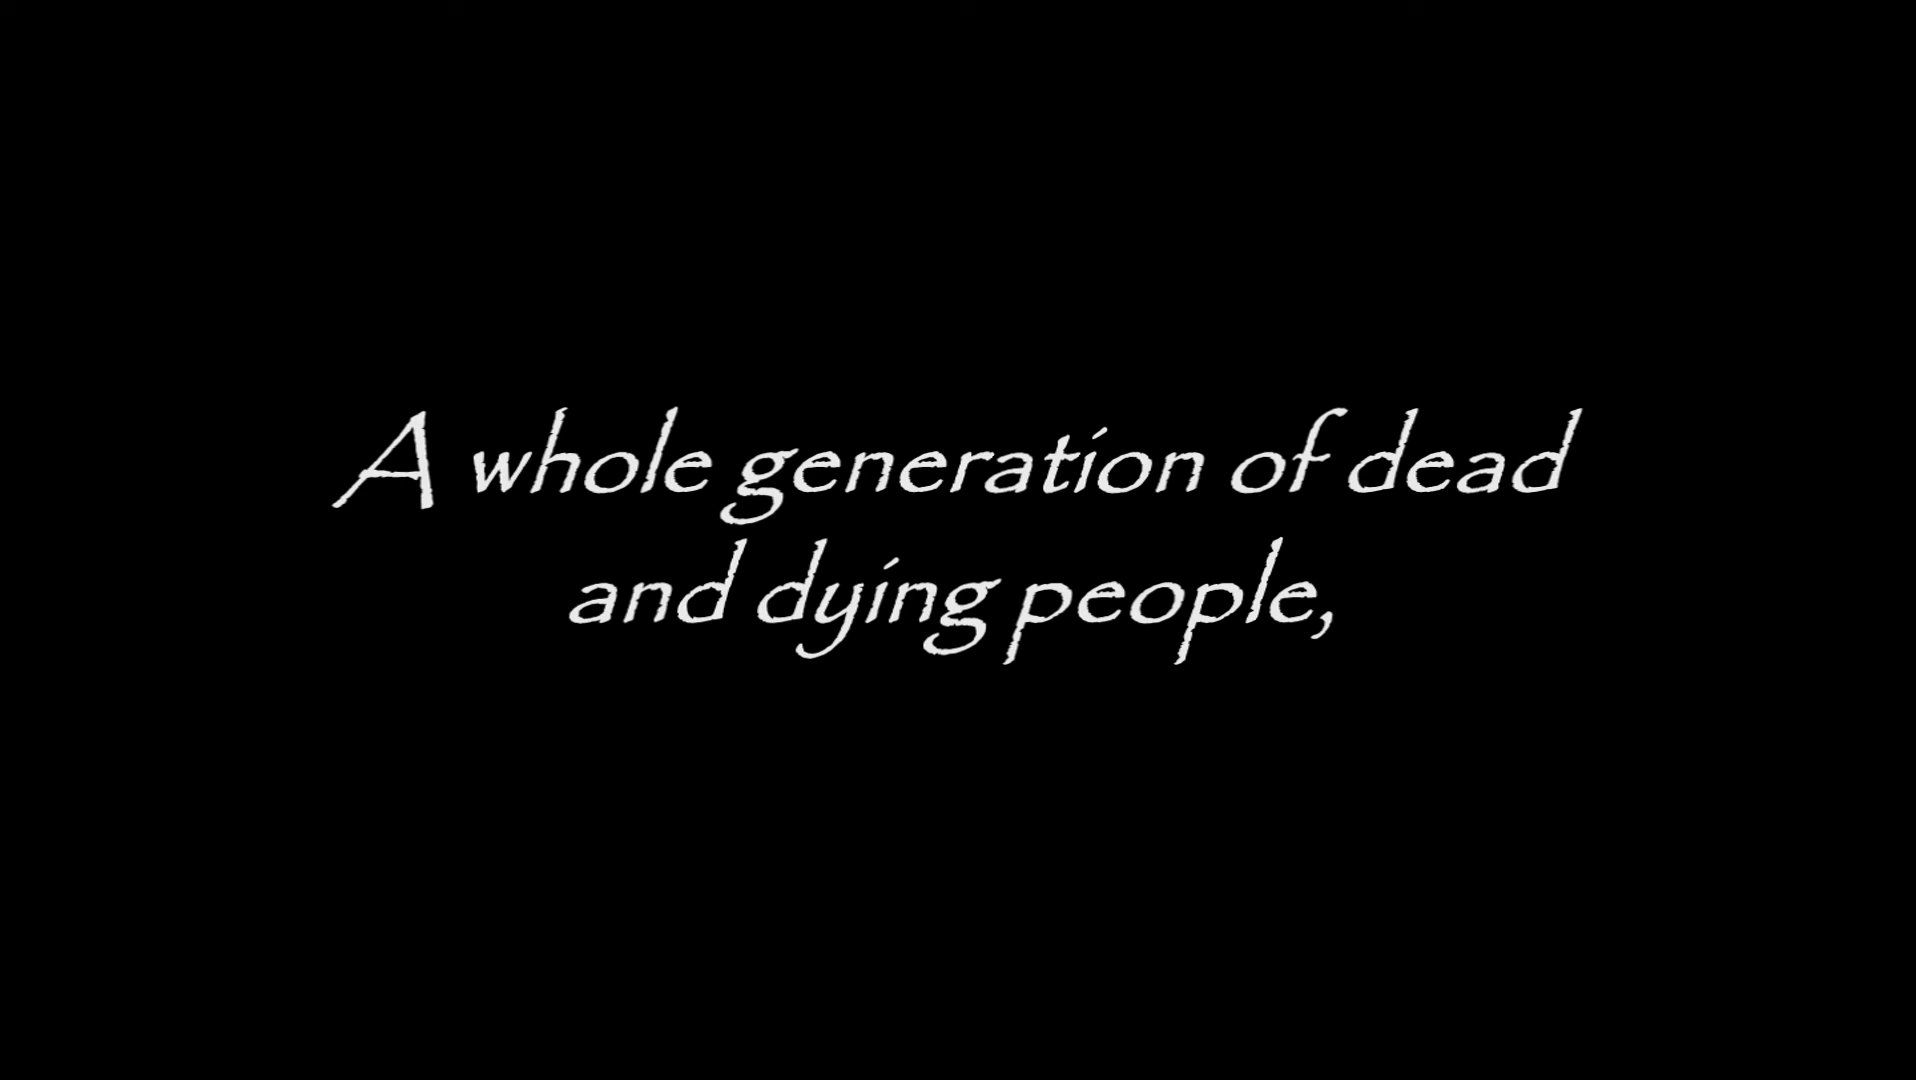 A whole generation of dead
and dying people,